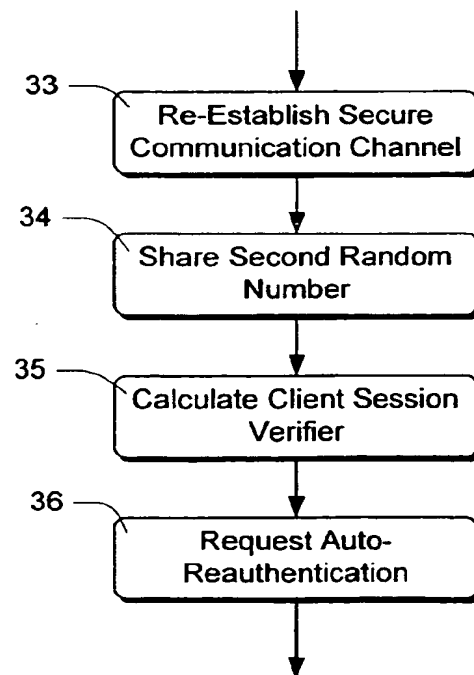 33
Re-Establish Secure
Communication Channel
34
Share Second Random
Number
35
Calculate Client Session
Verifier
36
Request Auto-
Reauthentication